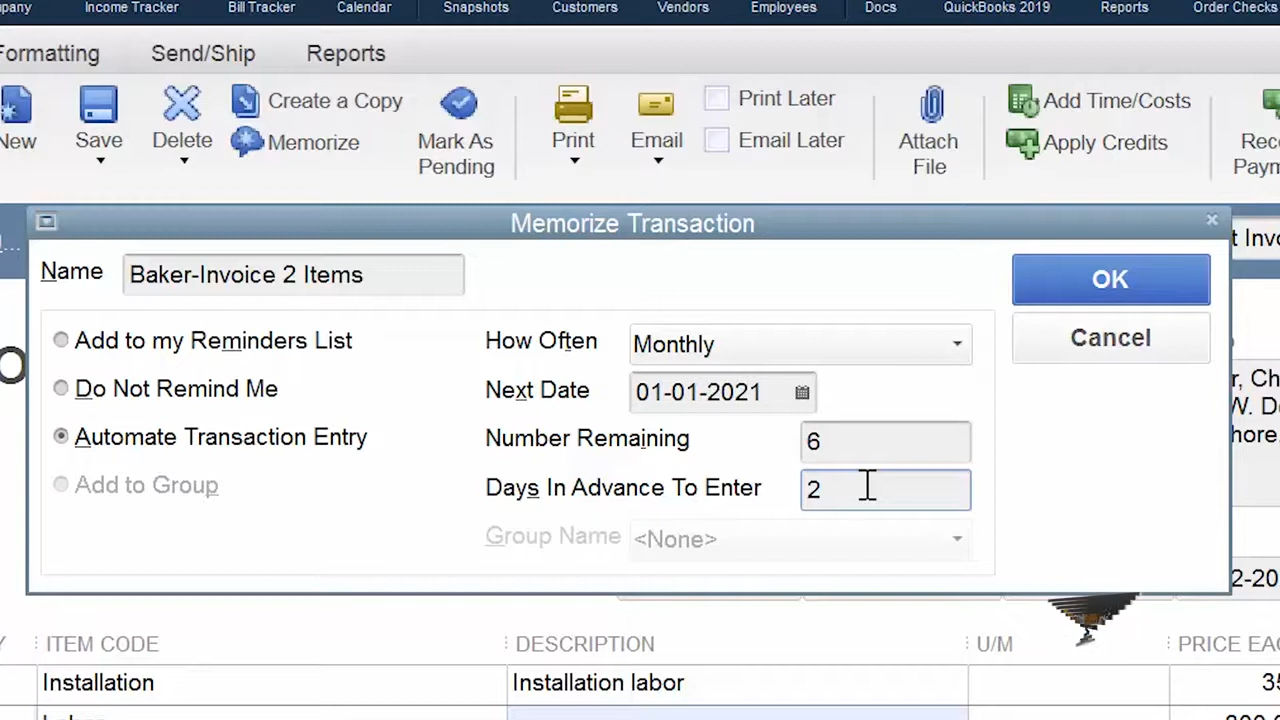 Income Tracker Bill Tracker Calendar Snapshots Customers Vendors Employees Docs QuickBooks 2019 Reports Order Checks
Formatting Send/Ship Reports
New Save Delete Create a Copy Memorize Mark As Pending Print Email Print Later Email Later Attach File Add Time/Costs Apply Credits
Memorize Transaction
Name Baker-Invoice 2 Items
OK
Cancel
Add to my Reminders List
Do Not Remind Me
Automate Transaction Entry
Add to Group
How Often Monthly
Next Date 01-01-2021
Number Remaining 6
Days In Advance To Enter 2
Group Name <None>
ITEM CODE DESCRIPTION U/M PRICE EAC
Installation Installation labor 35